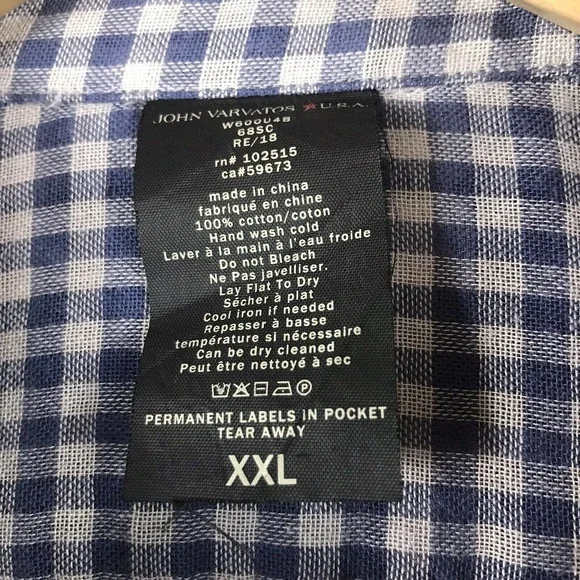 JOHN VARVATOS ★ U.S.A.
W600U4B
68SC
RE/18
rn# 102515
ca#59673
made in china
fabriqué en chine
100% cotton/coton
Hand wash cold
Laver à la main à l'eau froide
Do not Bleach
Ne Pas javelliser.
Lay Flat To Dry
Sécher à plat
Cool iron if needed
Repasser à basse
température si nécessaire
Can be dry cleaned
Peut être nettoyé à sec
PERMANENT LABELS IN POCKET
TEAR AWAY
XXL